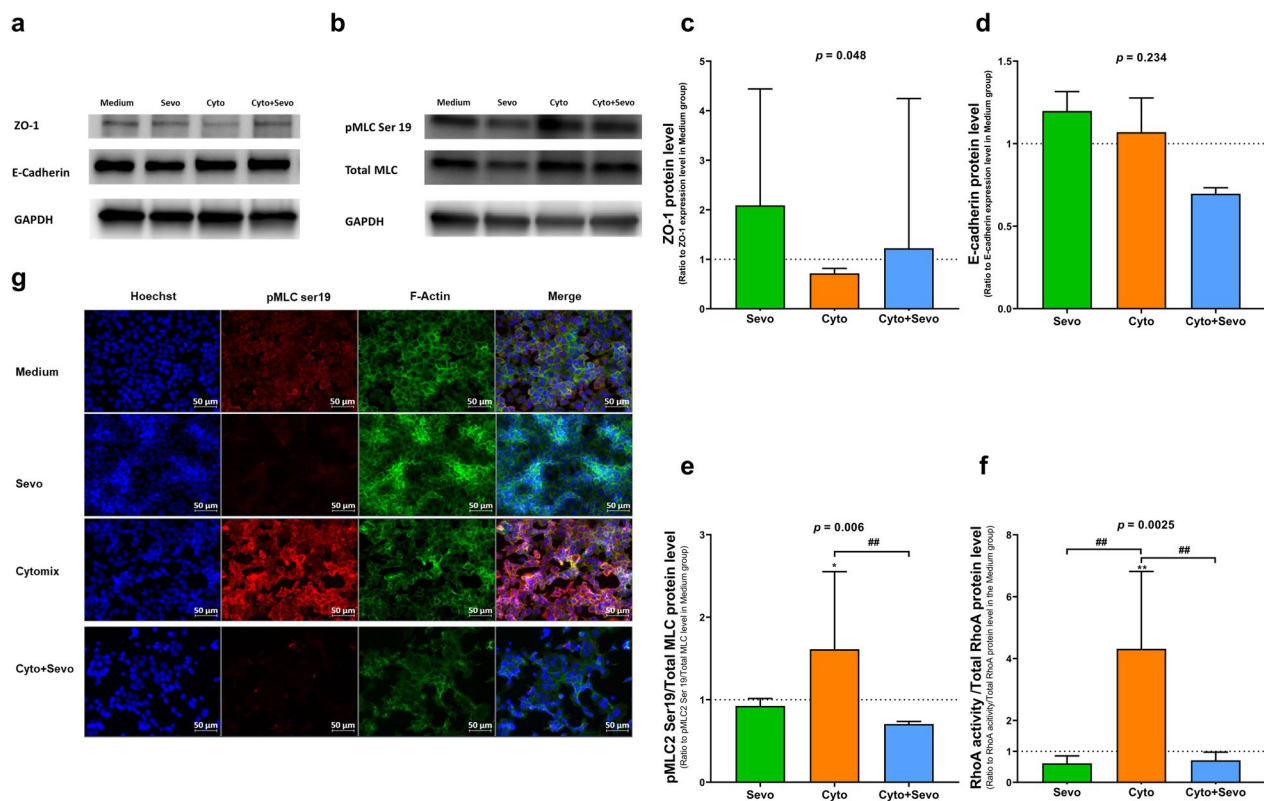 a
Medium Sevo Cyto Cyto+Sevo
ZO-1
E-Cadherin
GAPDH
b
Medium Sevo Cyto Cyto+Sevo
pMLC Ser 19
Total MLC
GAPDH
c
p = 0.048
ZO-1 protein level
(Ratio to ZO-1 expression level in Medium group)
5
4
3
2
1
0
Sevo Cyto Cyto+Sevo
d
p = 0.234
E-cadherin protein level
(Ratio to E-cadherin expression level in Medium group)
1.5
1.0
0.5
0.0
Sevo Cyto Cyto+Sevo
g
Hoechst pMLC ser19 F-Actin Merge
Medium
50 µm 50 µm 50 µm 50 µm
Sevo
50 µm 50 µm 50 µm 50 µm
Cytomix
50 µm 50 µm 50 µm 50 µm
Cyto+Sevo
50 µm 50 µm 50 µm 50 µm
e
p = 0.006
##
*
pMLC2 Ser19/Total MLC protein level
(Ratio to pMLC2 Ser 19/Total MLC level in Medium group)
3
2
1
0
Sevo Cyto Cyto+Sevo
f
p = 0.0025
## ##
**
RhoA activity /Total RhoA protein level
(Ratio to RhoA acitivity/Total RhoA protein level in the Medium group)
8
6
4
2
1
0
Sevo Cyto Cyto+Sevo